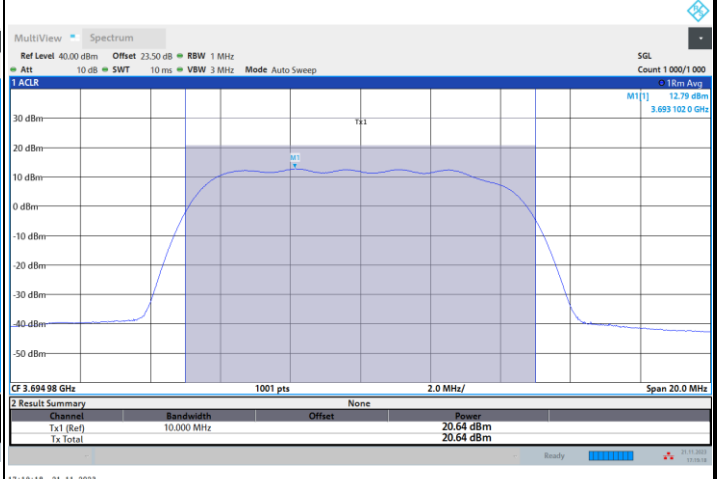 MultiView Spectrum
Ref Level 40.00 dBm Offset 23.50 dB RBW 1 MHz SGL
Att 10 dB SWT 10 ms VBW 3 MHz Mode Auto Sweep Count 1000/1000
1 ACLR 1Rm Avg
M1[1] 12.79 dBm
3.693 102 0 GHz
30 dBm
Tx1
20 dBm
M1
10 dBm
0 dBm
-10 dBm
-20 dBm
-30 dBm
-40 dBm
-50 dBm
CF 3.694 98 GHz 1001 pts 2.0 MHz/ Span 20.0 MHz
2 Result Summary None
Channel Bandwidth Offset Power
Tx1 (Ref) 10.000 MHz 20.64 dBm
Tx Total 20.64 dBm
Ready